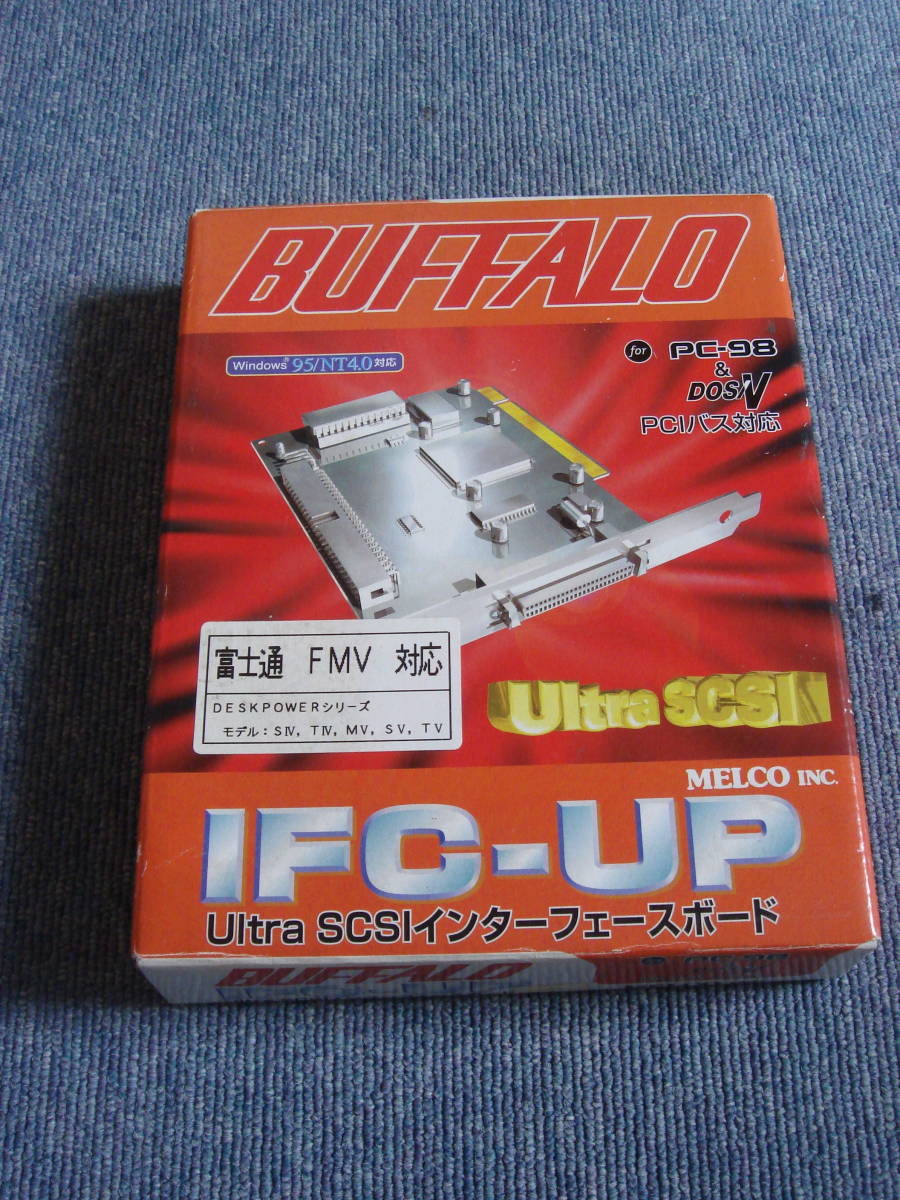 BUFFALO
Windows® 95/NT4.0 対応
for PC-98
&
DOS/V
PCIバス対応
富士通 FMV 対応
DESKPOWERシリーズ
モデル：SⅣ，TⅣ，MⅤ，SⅤ，TⅤ
Ultra SCSI
MELCO INC.
IFC-UP
Ultra SCSIインターフェースボード
BUFFALO